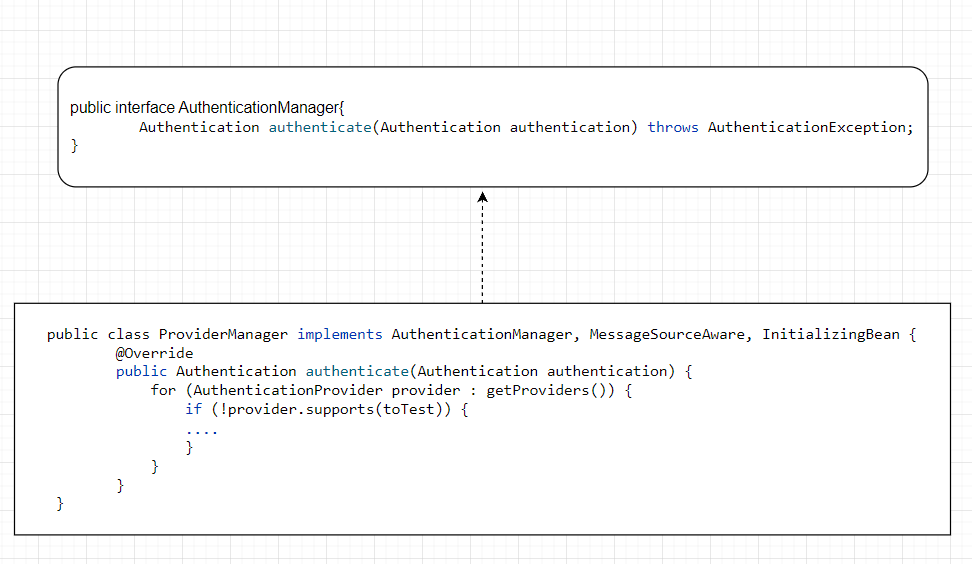 public interface AuthenticationManager{
Authentication authenticate(Authentication authentication) throws AuthenticationException;
}
public class ProviderManager implements AuthenticationManager, MessageSourceAware, InitializingBean {
@Override
public Authentication authenticate(Authentication authentication) {
for (AuthenticationProvider provider : getProviders()) {
if (!provider.supports(toTest)) {
....
}
}
}
}